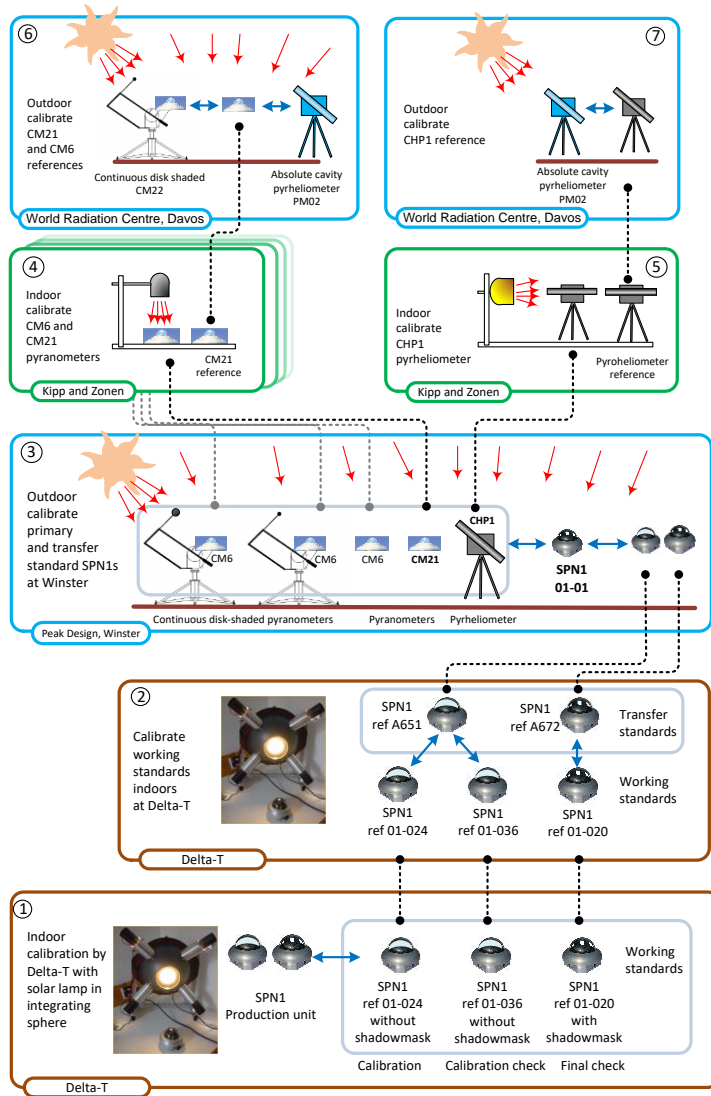 ⑥
Outdoor
calibrate
CM21
and CM6
references
Continuous disk shaded
CM22
Absolute cavity
pyrheliometer
PM02
World Radiation Centre, Davos
⑦
Outdoor
calibrate
CHP1 reference
Absolute cavity
pyrheliometer
PM02
World Radiation Centre, Davos
④
Indoor
calibrate
CM6 and
CM21
pyranometers
CM21
reference
Kipp and Zonen
⑤
Indoor
calibrate
CHP1
pyrheliometer
Pyroheliometer
reference
Kipp and Zonen
③
Outdoor
calibrate
primary
and transfer
standard SPN1s
at Winster
CM6
CM6
CM6
CM21
CHP1
SPN1
01-01
Continuous disk-shaded pyranometers
Pyranometers
Pyrheliometer
Peak Design, Winster
②
Calibrate
working
standards
indoors
at Delta-T
SPN1
ref A651
SPN1
ref A672
Transfer
standards
SPN1
ref 01-024
SPN1
ref 01-036
SPN1
ref 01-020
Working
standards
Delta-T
①
Indoor
calibration by
Delta-T with
solar lamp in
integrating
sphere
SPN1
Production unit
SPN1
ref 01-024
without
shadowmask
SPN1
ref 01-036
without
shadowmask
SPN1
ref 01-020
with
shadowmask
Working
standards
Calibration
Calibration check
Final check
Delta-T